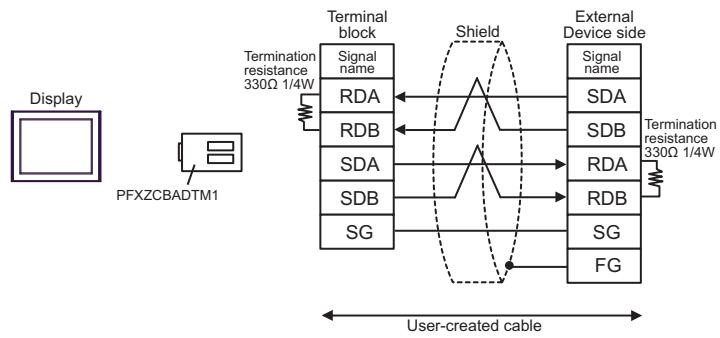 Terminal
block
Shield
External
Device side
Termination
resistance
330Ω 1/4W
Signal
name
Signal
name
Display
RDA
SDA
RDB
SDB
Termination
resistance
330Ω 1/4W
SDA
RDA
PFXZCBADTM1
SDB
RDB
SG
SG
FG
User-created cable